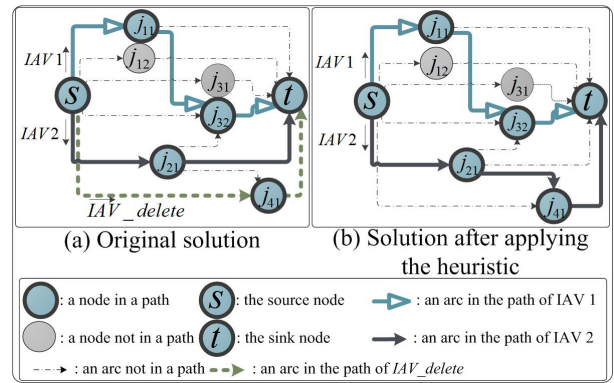 j11
j12
IAV 1
j31
s
t
j32
IAV 2
j21
j41
IAV_delete
(a) Original solution
j11
j12
IAV 1
j31
s
t
j32
IAV 2
j21
j41
(b) Solution after applying
the heuristic
: a node in a path
s : the source node
: an arc in the path of IAV 1
: a node not in a path
t : the sink node
: an arc in the path of IAV 2
: an arc not in a path
: an arc in the path of IAV_delete